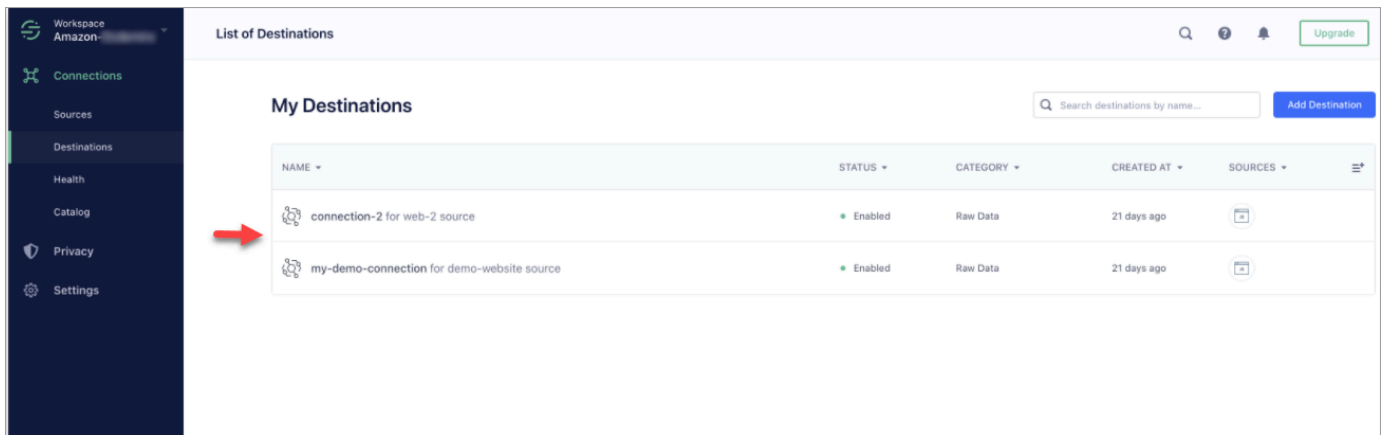 Workspace
Amazon-
Connections
Sources
Destinations
Health
Catalog
Privacy
Settings
List of Destinations
Upgrade
My Destinations
Search destinations by name...
Add Destination
NAME STATUS CATEGORY CREATED AT SOURCES
connection-2 for web-2 source Enabled Raw Data 21 days ago
my-demo-connection for demo-website source Enabled Raw Data 21 days ago